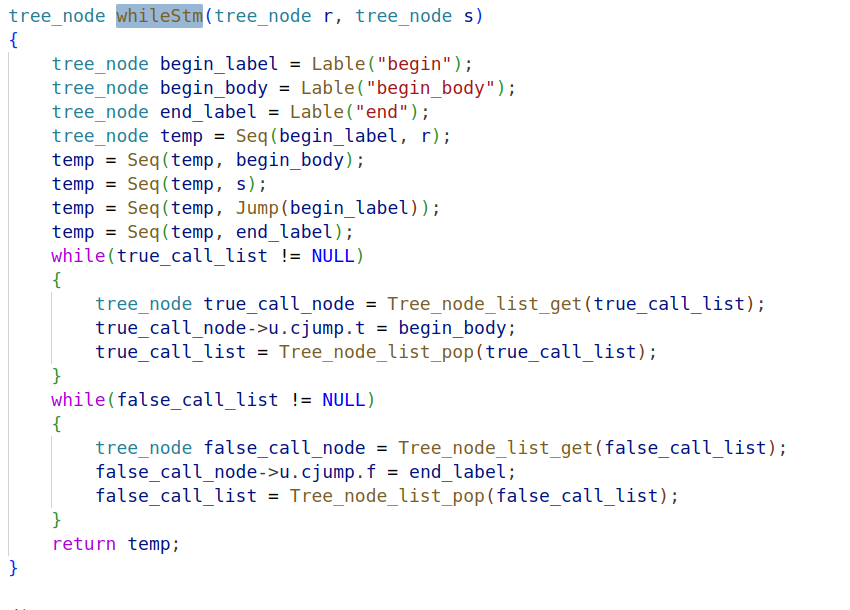 tree_node whileStm(tree_node r, tree_node s)
{
    tree_node begin_label = Lable("begin");
    tree_node begin_body = Lable("begin_body");
    tree_node end_label = Lable("end");
    tree_node temp = Seq(begin_label, r);
    temp = Seq(temp, begin_body);
    temp = Seq(temp, s);
    temp = Seq(temp, Jump(begin_label));
    temp = Seq(temp, end_label);
    while(true_call_list != NULL)
    {
        tree_node true_call_node = Tree_node_list_get(true_call_list);
        true_call_node->u.cjump.t = begin_body;
        true_call_list = Tree_node_list_pop(true_call_list);
    }
    while(false_call_list != NULL)
    {
        tree_node false_call_node = Tree_node_list_get(false_call_list);
        false_call_node->u.cjump.f = end_label;
        false_call_list = Tree_node_list_pop(false_call_list);
    }
    return temp;
}